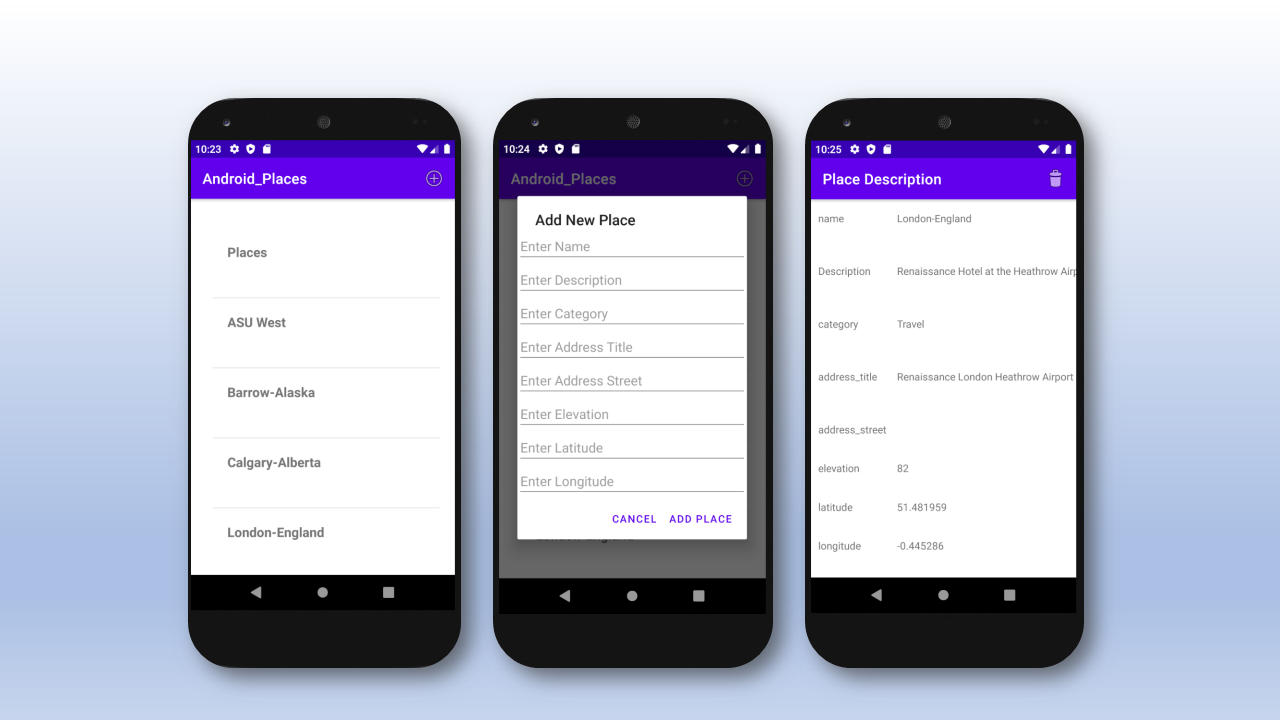 10:23
Android_Places
Places
ASU West
Barrow-Alaska
Calgary-Alberta
London-England
10:24
Android_Places
Add New Place
Enter Name
Enter Description
Enter Category
Enter Address Title
Enter Address Street
Enter Elevation
Enter Latitude
Enter Longitude
CANCEL ADD PLACE
10:25
Place Description
name London-England
Description Renaissance Hotel at the Heathrow Airp
category Travel
address_title Renaissance London Heathrow Airport
address_street
elevation 82
latitude 51.481959
longitude -0.445286